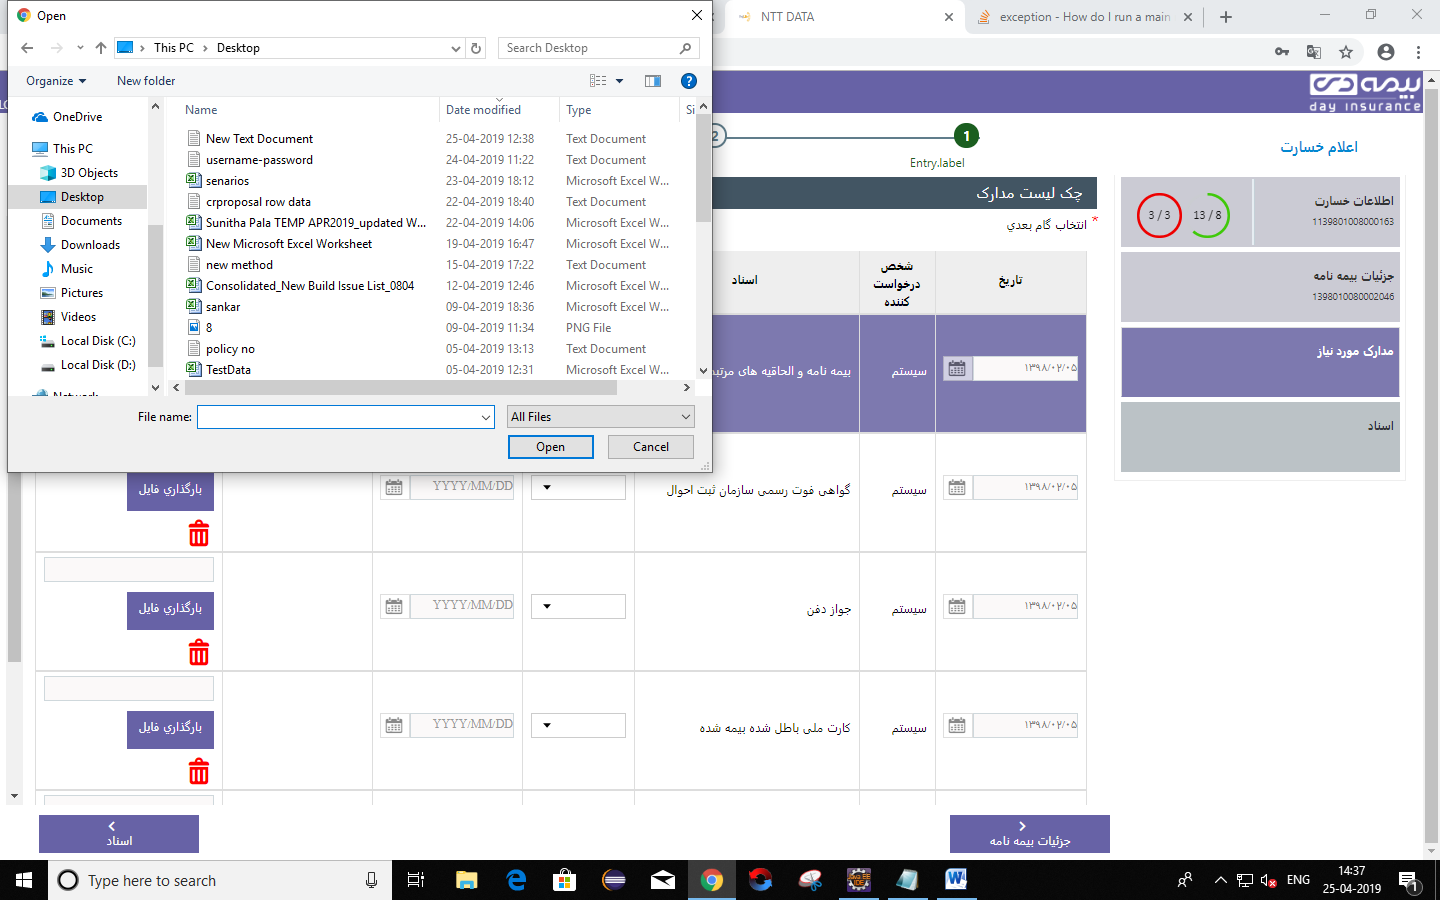 Open
This PC
Desktop
Search Desktop
Organize
New folder
OneDrive
This PC
3D Objects
Desktop
Documents
Downloads
Music
Pictures
Videos
Local Disk (C:)
Local Disk (D:)
Name
Date modified
Type
New Text Document
25-04-2019 12:38
Text Document
username-password
24-04-2019 11:22
Text Document
senarios
23-04-2019 18:12
Microsoft Excel W...
crproposal row data
22-04-2019 18:40
Text Document
Sunitha Pala TEMP APR2019_updated W...
22-04-2019 14:06
Microsoft Excel W...
New Microsoft Excel Worksheet
19-04-2019 16:47
Microsoft Excel W...
new method
15-04-2019 17:22
Text Document
Consolidated_New Build Issue List_0804
12-04-2019 12:46
Microsoft Excel W...
sankar
09-04-2019 18:36
Microsoft Excel W...
8
09-04-2019 11:34
PNG File
policy no
05-04-2019 13:13
Text Document
TestData
05-04-2019 12:31
Microsoft Excel W...
File name:
All Files
Open
Cancel
NTT DATA
exception - How do I run a main
بیمه دی
day insurance
1
2
Entry.label
اعلام خسارت
چک لیست مدارک
انتخاب گام بعدي *
اطلاعات خسارت
1139801008000163
13 / 8
3 / 3
جزئیات بیمه نامه
1398010080002046
مدارک مورد نیاز
اسناد
تاریخ
شخص
درخواست
کننده
اسناد
۱۳۹۸/۰۲/۰۵
سیستم
بیمه نامه و الحاقیه های
۱۳۹۸/۰۲/۰۵
سیستم
گواهی فوت رسمی سازمان ثبت احوال
YYYY/MM/DD
بارگذاري فایل
۱۳۹۸/۰۲/۰۵
سیستم
جواز دفن
YYYY/MM/DD
بارگذاري فایل
۱۳۹۸/۰۲/۰۵
سیستم
کارت ملی باطل شده بیمه شده
YYYY/MM/DD
بارگذاري فایل
جزئیات بیمه نامه
اسناد
Type here to search
ENG
14:37
25-04-2019
1